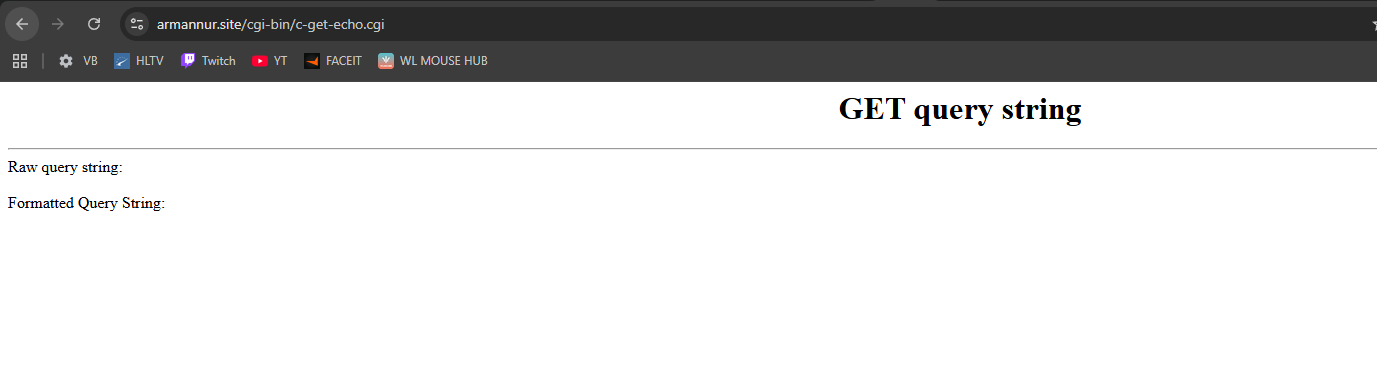 armannur.site/cgi-bin/c-get-echo.cgi
VB HLTV Twitch YT FACEIT WL MOUSE HUB
GET query string
Raw query string:
Formatted Query String: